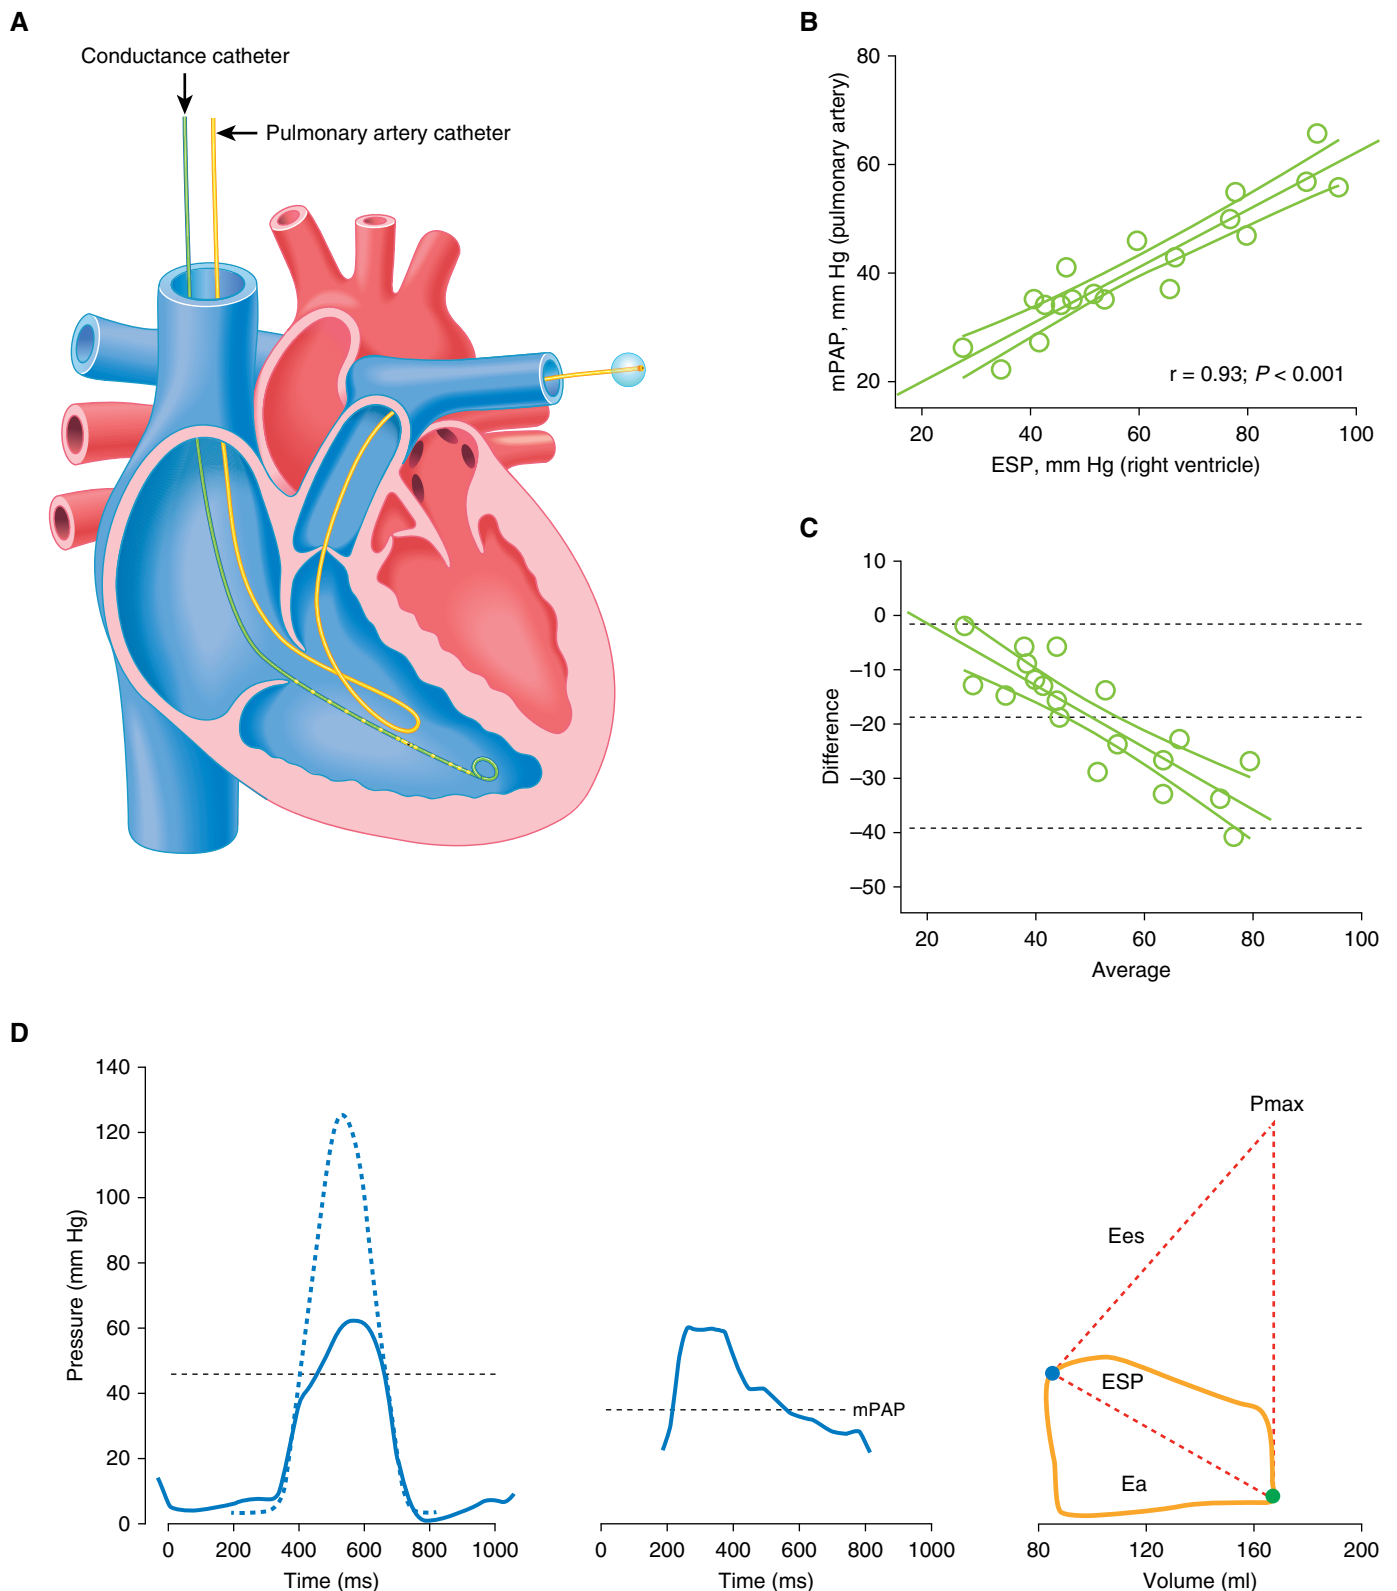 A
Conductance catheter
Pulmonary artery catheter
B
mPAP, mm Hg (pulmonary artery)
80
60
40
20
r = 0.93; P < 0.001
20 40 60 80 100
ESP, mm Hg (right ventricle)
C
Difference
10
0
–10
–20
–30
–40
–50
20 40 60 80 100
Average
D
Pressure (mm Hg)
140
120
100
80
60
40
20
0
0 200 400 600 800 1000
Time (ms)
mPAP
0 200 400 600 800 1000
Time (ms)
Pmax
Ees
ESP
Ea
80 120 160 200
Volume (ml)